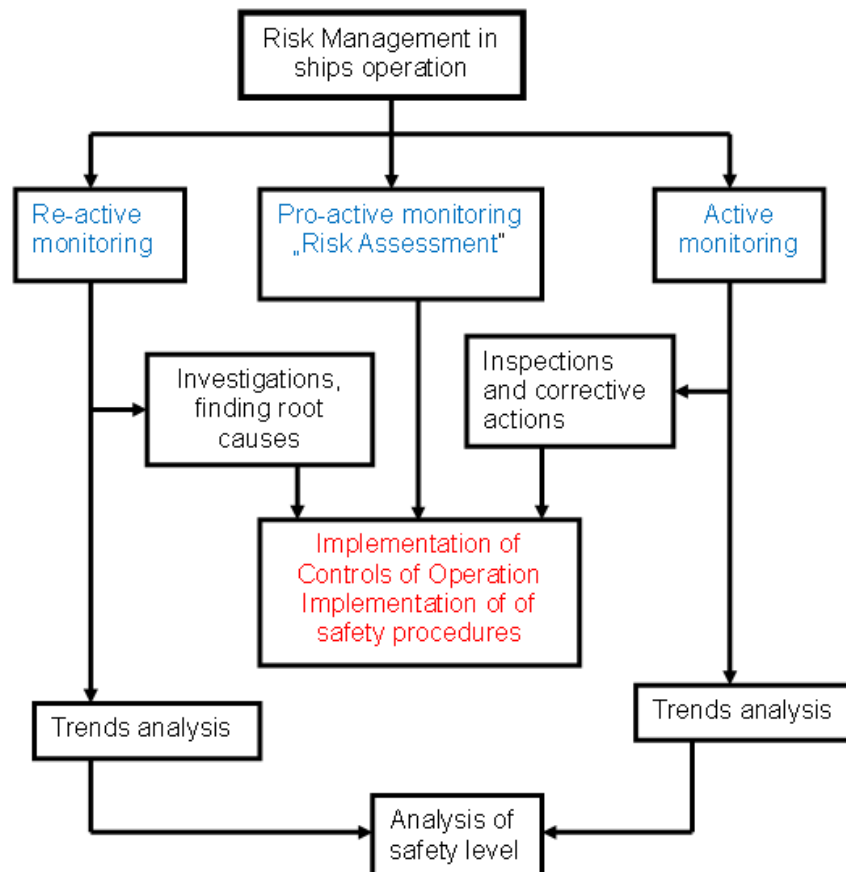 Risk Management in
ships operation
Re-active
monitoring
Pro-active monitoring
„Risk Assessment"
Active
monitoring
Investigations,
finding root
causes
Inspections
and corrective
actions
Implementation of
Controls of Operation
Implementation of of
safety procedures
Trends analysis
Trends analysis
Analysis of
safety level